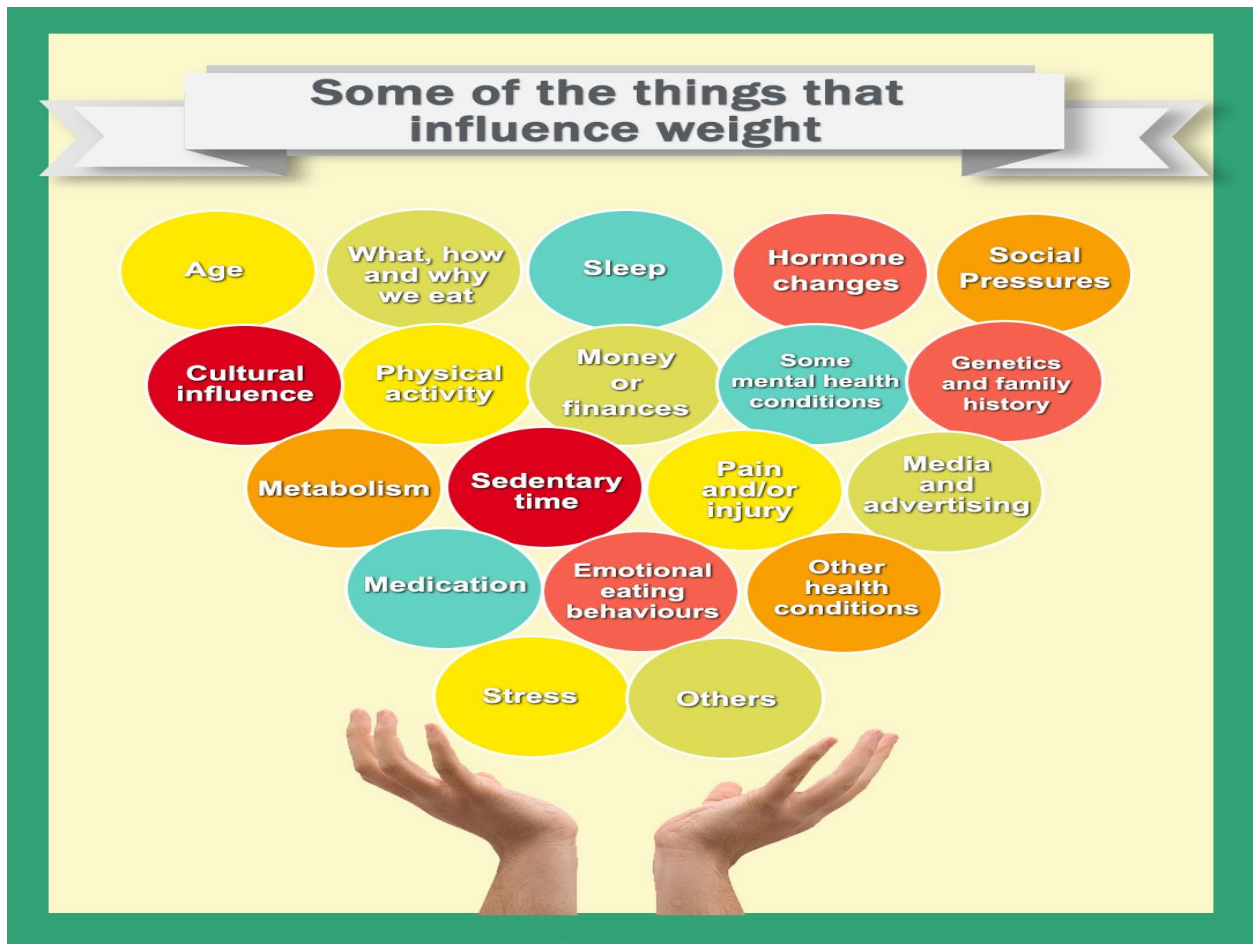 Some of the things that
influence weight
Age
What, how
and why
we eat
Sleep
Hormone
changes
Social
Pressures
Cultural
influence
Physical
activity
Money
or
finances
Some
mental health
conditions
Genetics
and family
history
Metabolism
Sedentary
time
Pain
and/or
injury
Media
and
advertising
Medication
Emotional
eating
behaviours
Other
health
conditions
Stress
Others